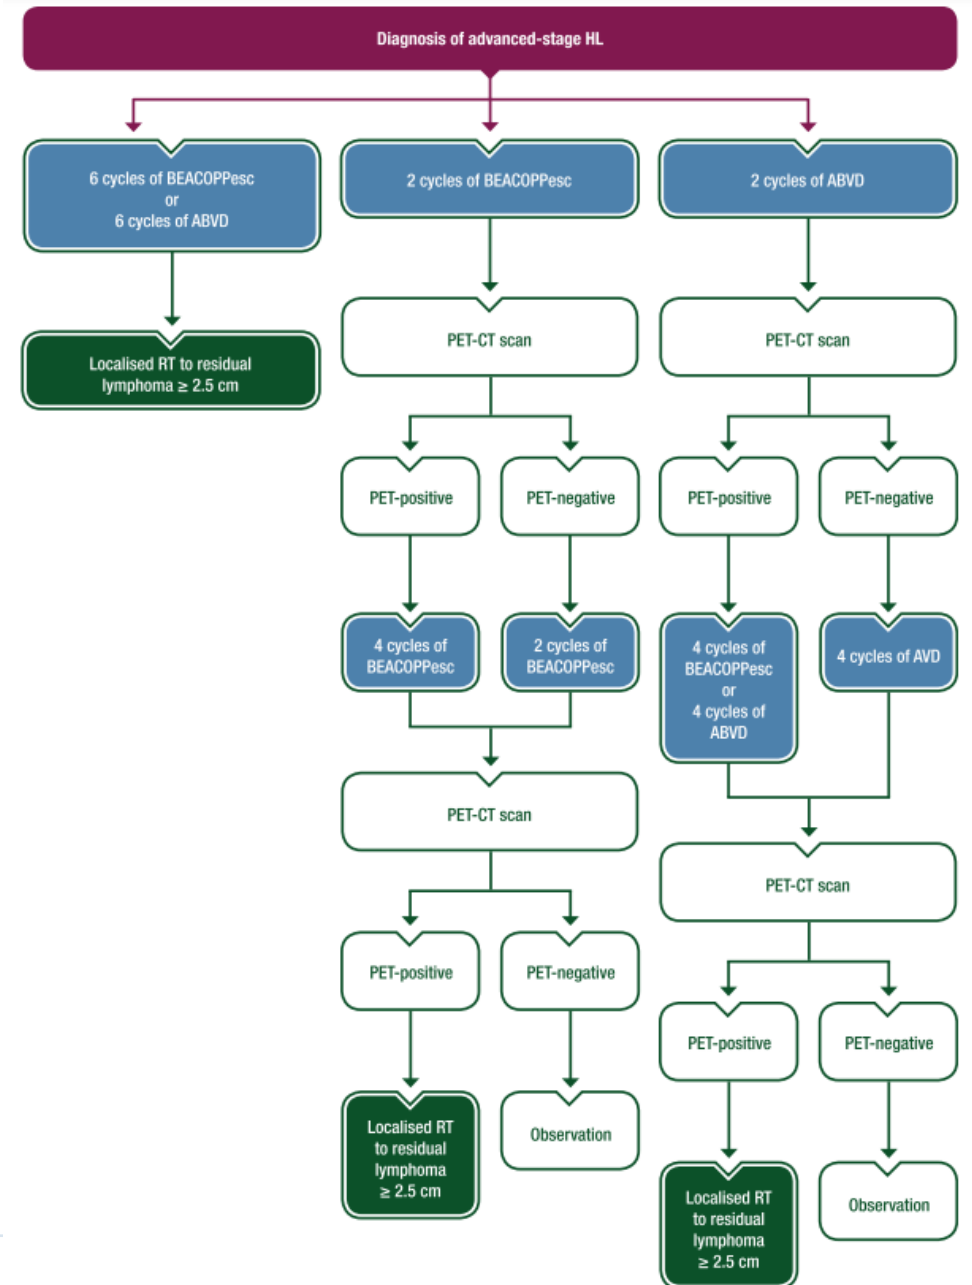 Diagnosis of advanced-stage HL
6 cycles of BEACOPPesc
or
6 cycles of ABVD
2 cycles of BEACOPPesc
2 cycles of ABVD
Localised RT to residual
lymphoma ≥ 2.5 cm
PET-CT scan
PET-CT scan
PET-positive
PET-negative
PET-positive
PET-negative
4 cycles of
BEACOPPesc
2 cycles of
BEACOPPesc
4 cycles of
BEACOPPesc
or
4 cycles of
ABVD
4 cycles of AVD
PET-CT scan
PET-CT scan
PET-positive
PET-negative
PET-positive
PET-negative
Localised RT
to residual
lymphoma
≥ 2.5 cm
Observation
Localised RT
to residual
lymphoma
≥ 2.5 cm
Observation